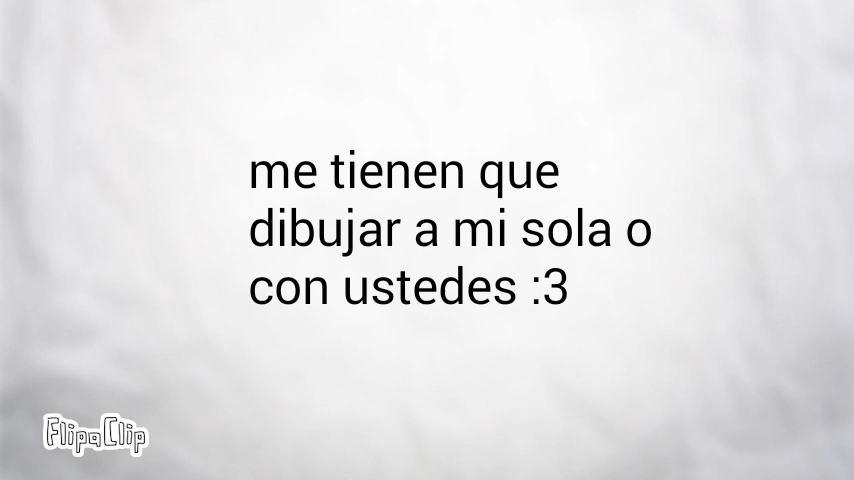 me tienen que
dibujar a mi sola o
con ustedes :3
FlipaClip